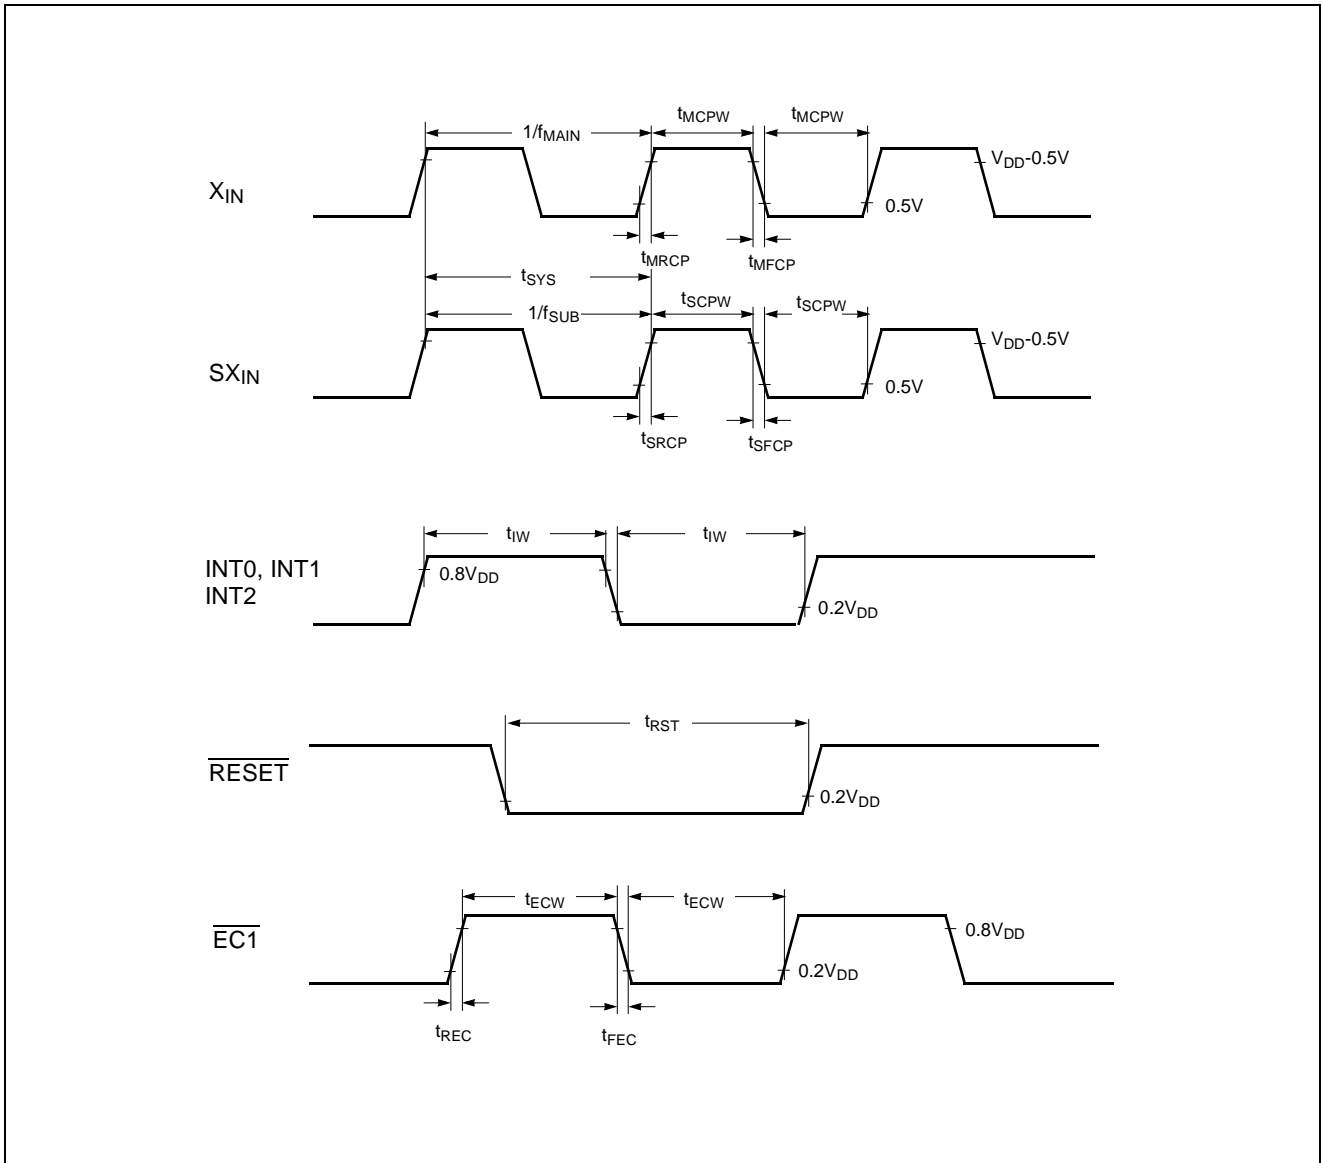 tMCPW tMCPW
1/fMAIN
VDD-0.5V
XIN
0.5V
tMRCP tMFCP
tSYS
tSCPW tSCPW
1/fSUB
VDD-0.5V
SXIN
0.5V
tSRCP tSFCP
tIW tIW
INT0, INT1
0.8VDD
INT2
0.2VDD
tRST
RESET
0.2VDD
tECW tECW
EC1
0.8VDD
0.2VDD
tREC tFEC